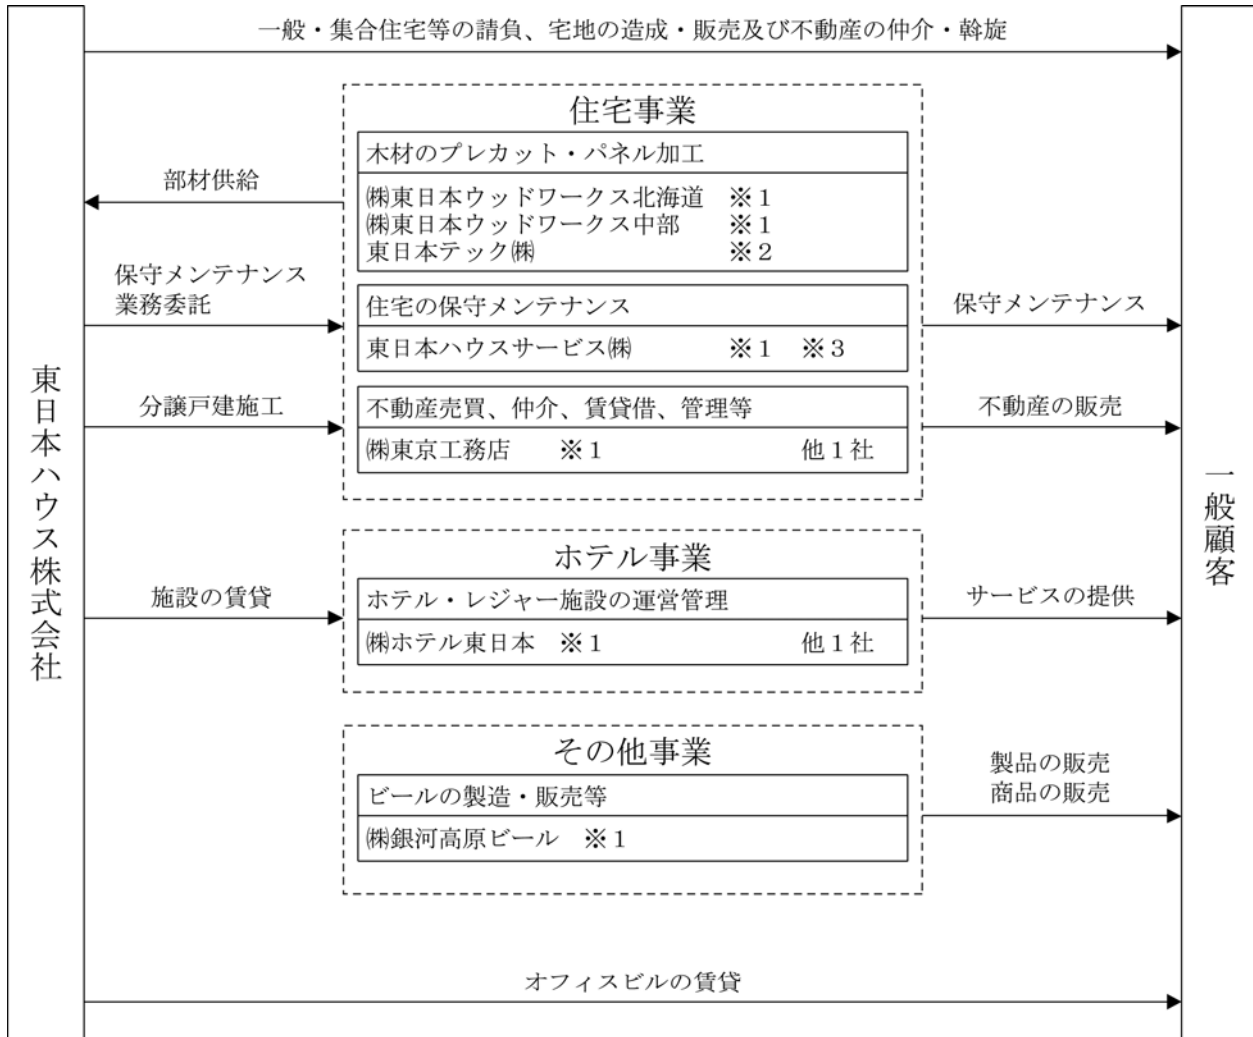 一般・集合住宅等の請負、宅地の造成・販売及び不動産の仲介・斡旋
東日本ハウス株式会社
住宅事業
木材のプレカット・パネル加工
部材供給
㈱東日本ウッドワークス北海道 ※1
㈱東日本ウッドワークス中部 ※1
東日本テック㈱ ※2
保守メンテナンス
業務委託
住宅の保守メンテナンス
東日本ハウスサービス㈱ ※1 ※3
保守メンテナンス
分譲戸建施工
不動産売買、仲介、賃貸借、管理等
㈱東京工務店 ※1 他1社
不動産の販売
一般顧客
ホテル事業
施設の賃貸
ホテル・レジャー施設の運営管理
㈱ホテル東日本 ※1 他1社
サービスの提供
その他事業
ビールの製造・販売等
㈱銀河高原ビール ※1
製品の販売
商品の販売
オフィスビルの賃貸